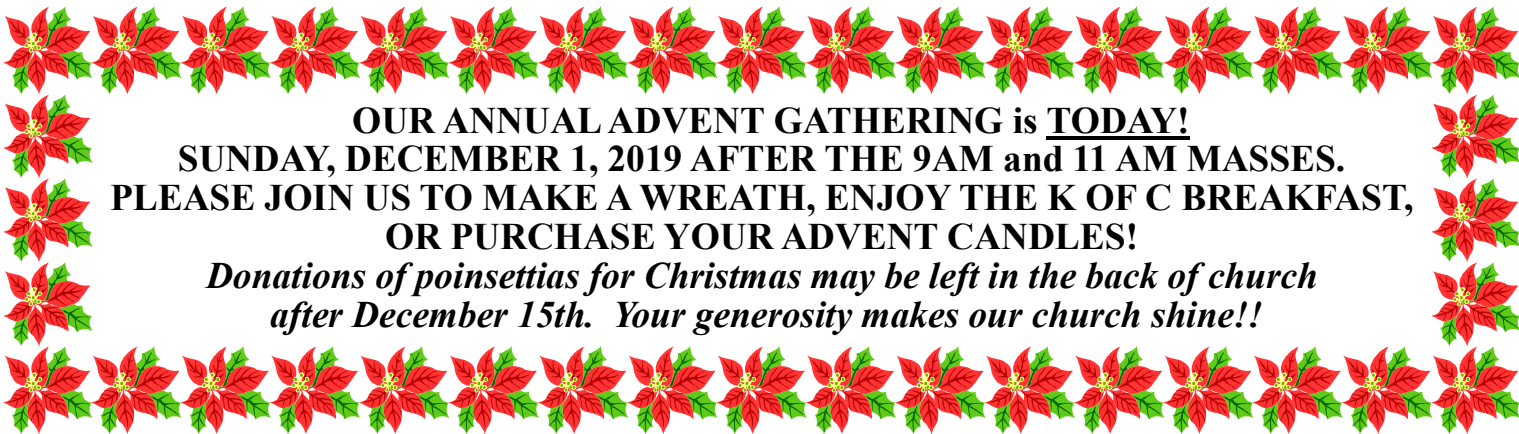 OUR ANNUAL ADVENT GATHERING is TODAY!
SUNDAY, DECEMBER 1, 2019 AFTER THE 9AM and 11 AM MASSES.
PLEASE JOIN US TO MAKE A WREATH, ENJOY THE K OF C BREAKFAST,
OR PURCHASE YOUR ADVENT CANDLES!
Donations of poinsettias for Christmas may be left in the back of church
after December 15th. Your generosity makes our church shine!!